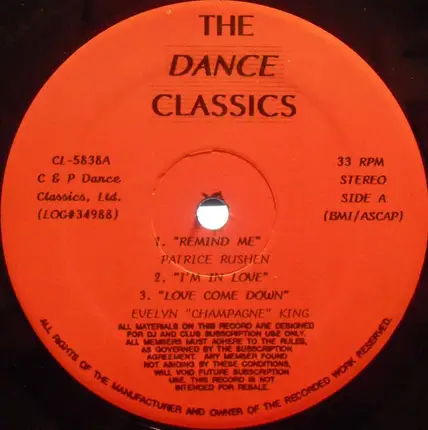 THE
DANCE
CLASSICS
CL-5838A
C & P Dance
Classics, Ltd.
(LOG#34988)
33 RPM
STEREO
SIDE A
(BMI/ASCAP)
1. "REMIND ME"
PATRICE RUSHEN
2. "I'M IN LOVE"
3. "LOVE COME DOWN"
EVELYN "CHAMPAGNE" KING
ALL MATERIALS ON THIS RECORD ARE DESIGNED
FOR DJ AND CLUB SUBSCRIPTION USE ONLY.
ALL MEMBERS MUST ADHERE TO THE RULES,
AS GOVERNED BY THE SUBSCRIPTION
AGREEMENT. ANY MEMBER FOUND
NOT ABIDING BY THESE CONDITIONS,
WILL VOID FUTURE SUBSCRIPTION
USE. THIS RECORD IS NOT
INTENDED FOR RESALE.
ALL RIGHTS OF THE MANUFACTURER AND OWNER OF THE RECORDED WORK RESERVED.